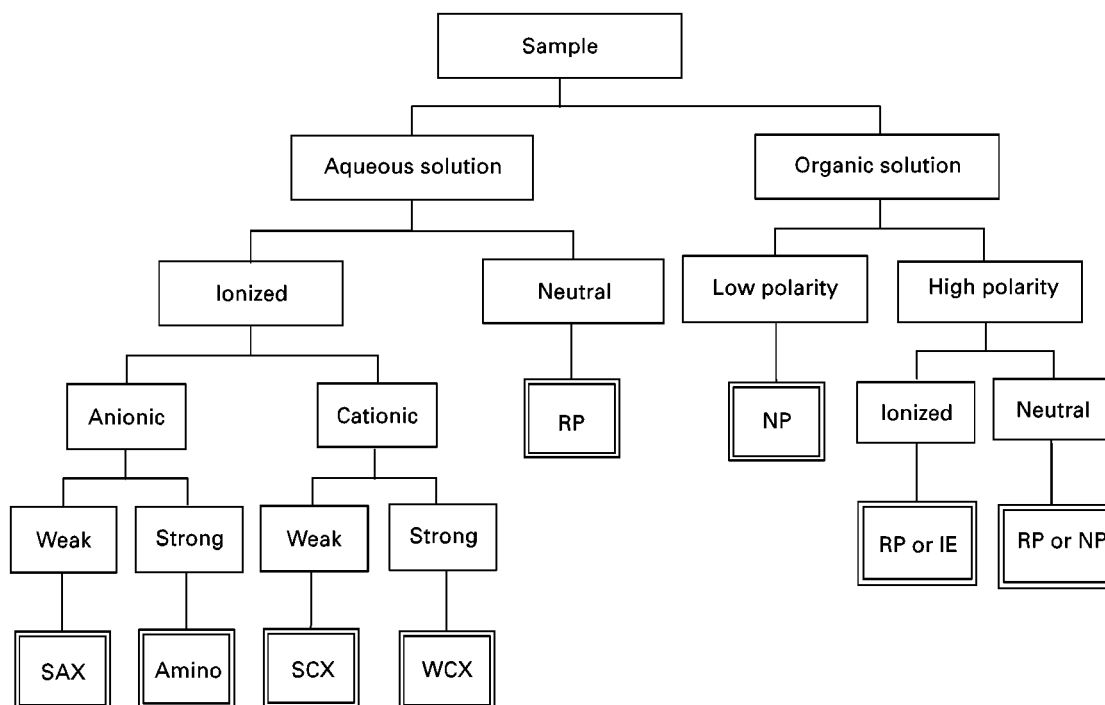 Sample
Aqueous solution
Organic solution
Ionized
Neutral
Low polarity
High polarity
Anionic
Cationic
RP
NP
Ionized
Neutral
Weak
Strong
Weak
Strong
RP or IE
RP or NP
SAX
Amino
SCX
WCX